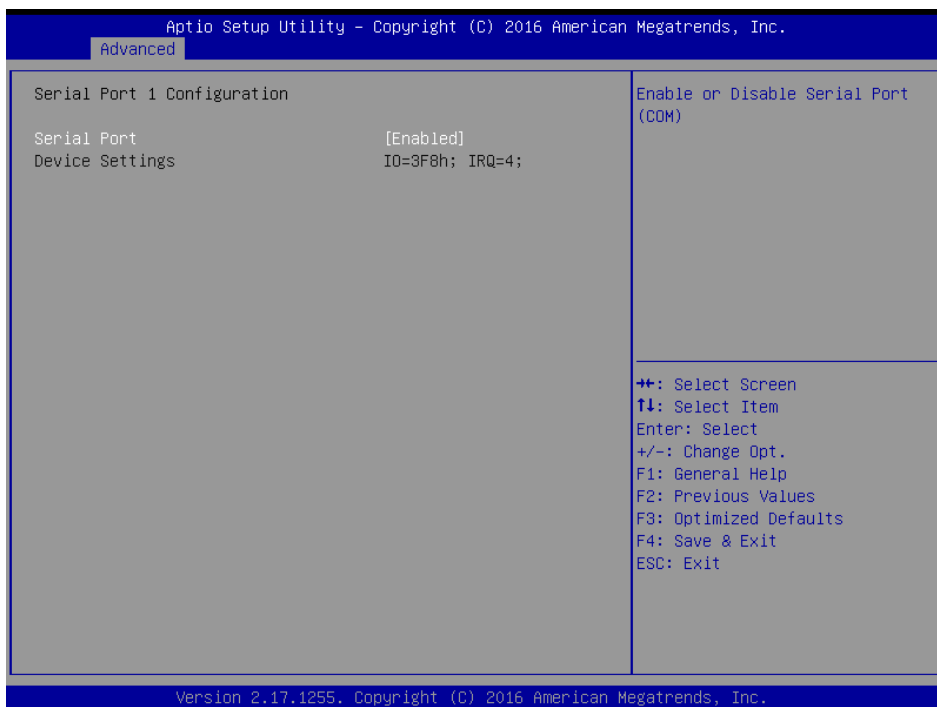 Aptio Setup Utility – Copyright (C) 2016 American Megatrends, Inc.
Advanced
Serial Port 1 Configuration
Serial Port [Enabled]
Device Settings IO=3F8h; IRQ=4;
Enable or Disable Serial Port
(COM)
→←: Select Screen
↑↓: Select Item
Enter: Select
+/-: Change Opt.
F1: General Help
F2: Previous Values
F3: Optimized Defaults
F4: Save & Exit
ESC: Exit
Version 2.17.1255. Copyright (C) 2016 American Megatrends, Inc.